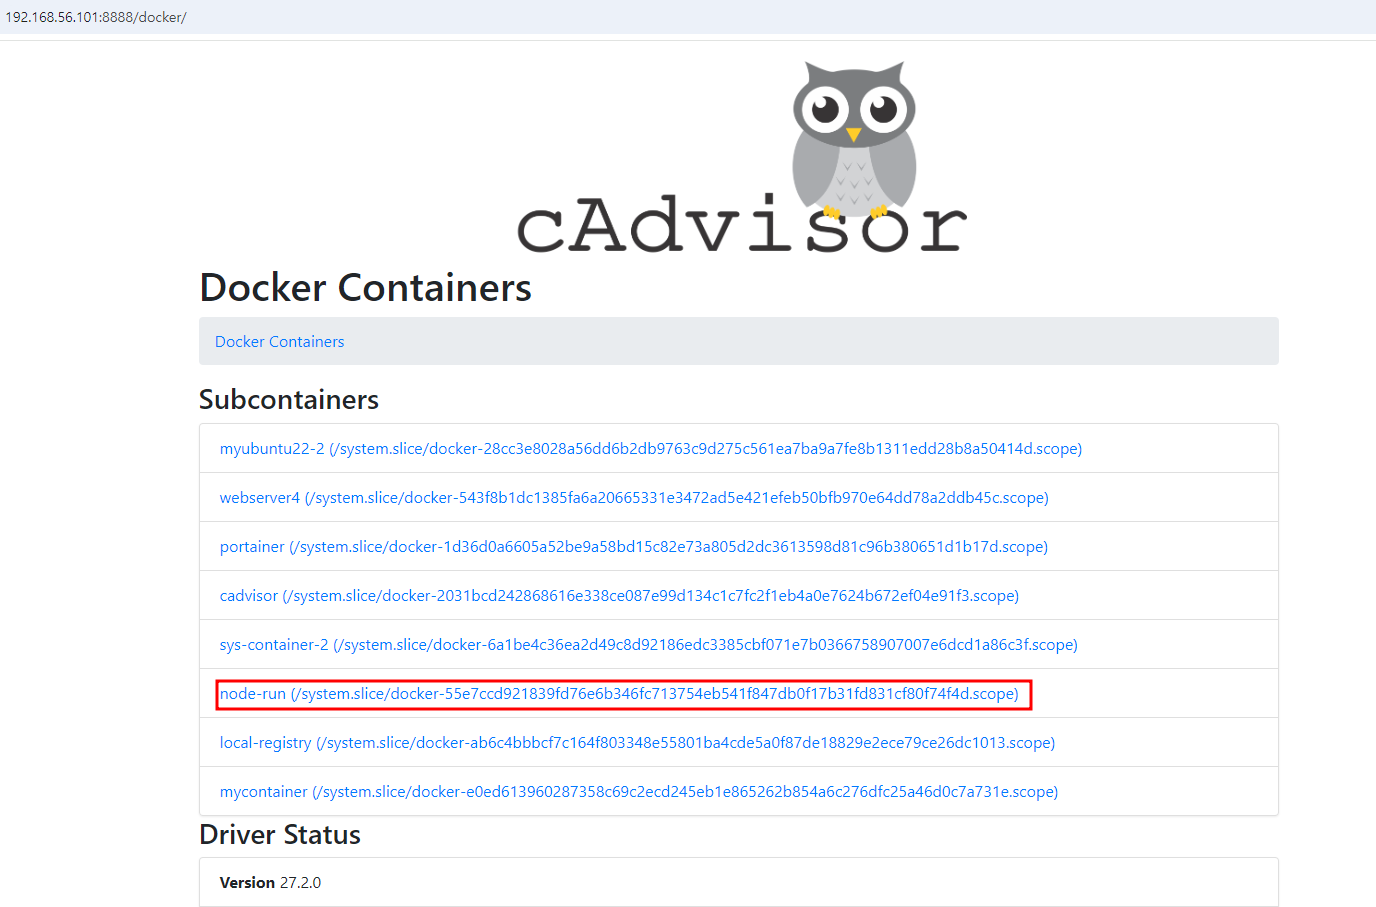 192.168.56.101:8888/docker/
cAdvisor
Docker Containers
Docker Containers
Subcontainers
myubuntu22-2 (/system.slice/docker-28cc3e8028a56dd6b2db9763c9d275c561ea7ba9a7fe8b1311edd28b8a50414d.scope)
webserver4 (/system.slice/docker-543f8b1dc1385fa6a20665331e3472ad5e421efeb50bfb970e64dd78a2ddb45c.scope)
portainer (/system.slice/docker-1d36d0a6605a52be9a58bd15c82e73a805d2dc3613598d81c96b380651d1b17d.scope)
cadvisor (/system.slice/docker-2031bcd242868616e338ce087e99d134c1c7fc2f1eb4a0e7624b672ef04e91f3.scope)
sys-container-2 (/system.slice/docker-6a1be4c36ea2d49c8d92186edc3385cbf071e7b0366758907007e6dcd1a86c3f.scope)
node-run (/system.slice/docker-55e7ccd921839fd76e6b346fc713754eb541f847db0f17b31fd831cf80f74f4d.scope)
local-registry (/system.slice/docker-ab6c4bbbcf7c164f803348e55801ba4cde5a0f87de18829e2ece79ce26dc1013.scope)
mycontainer (/system.slice/docker-e0ed613960287358c69c2ecd245eb1e865262b854a6c276dfc25a46d0c7a731e.scope)
Driver Status
Version 27.2.0